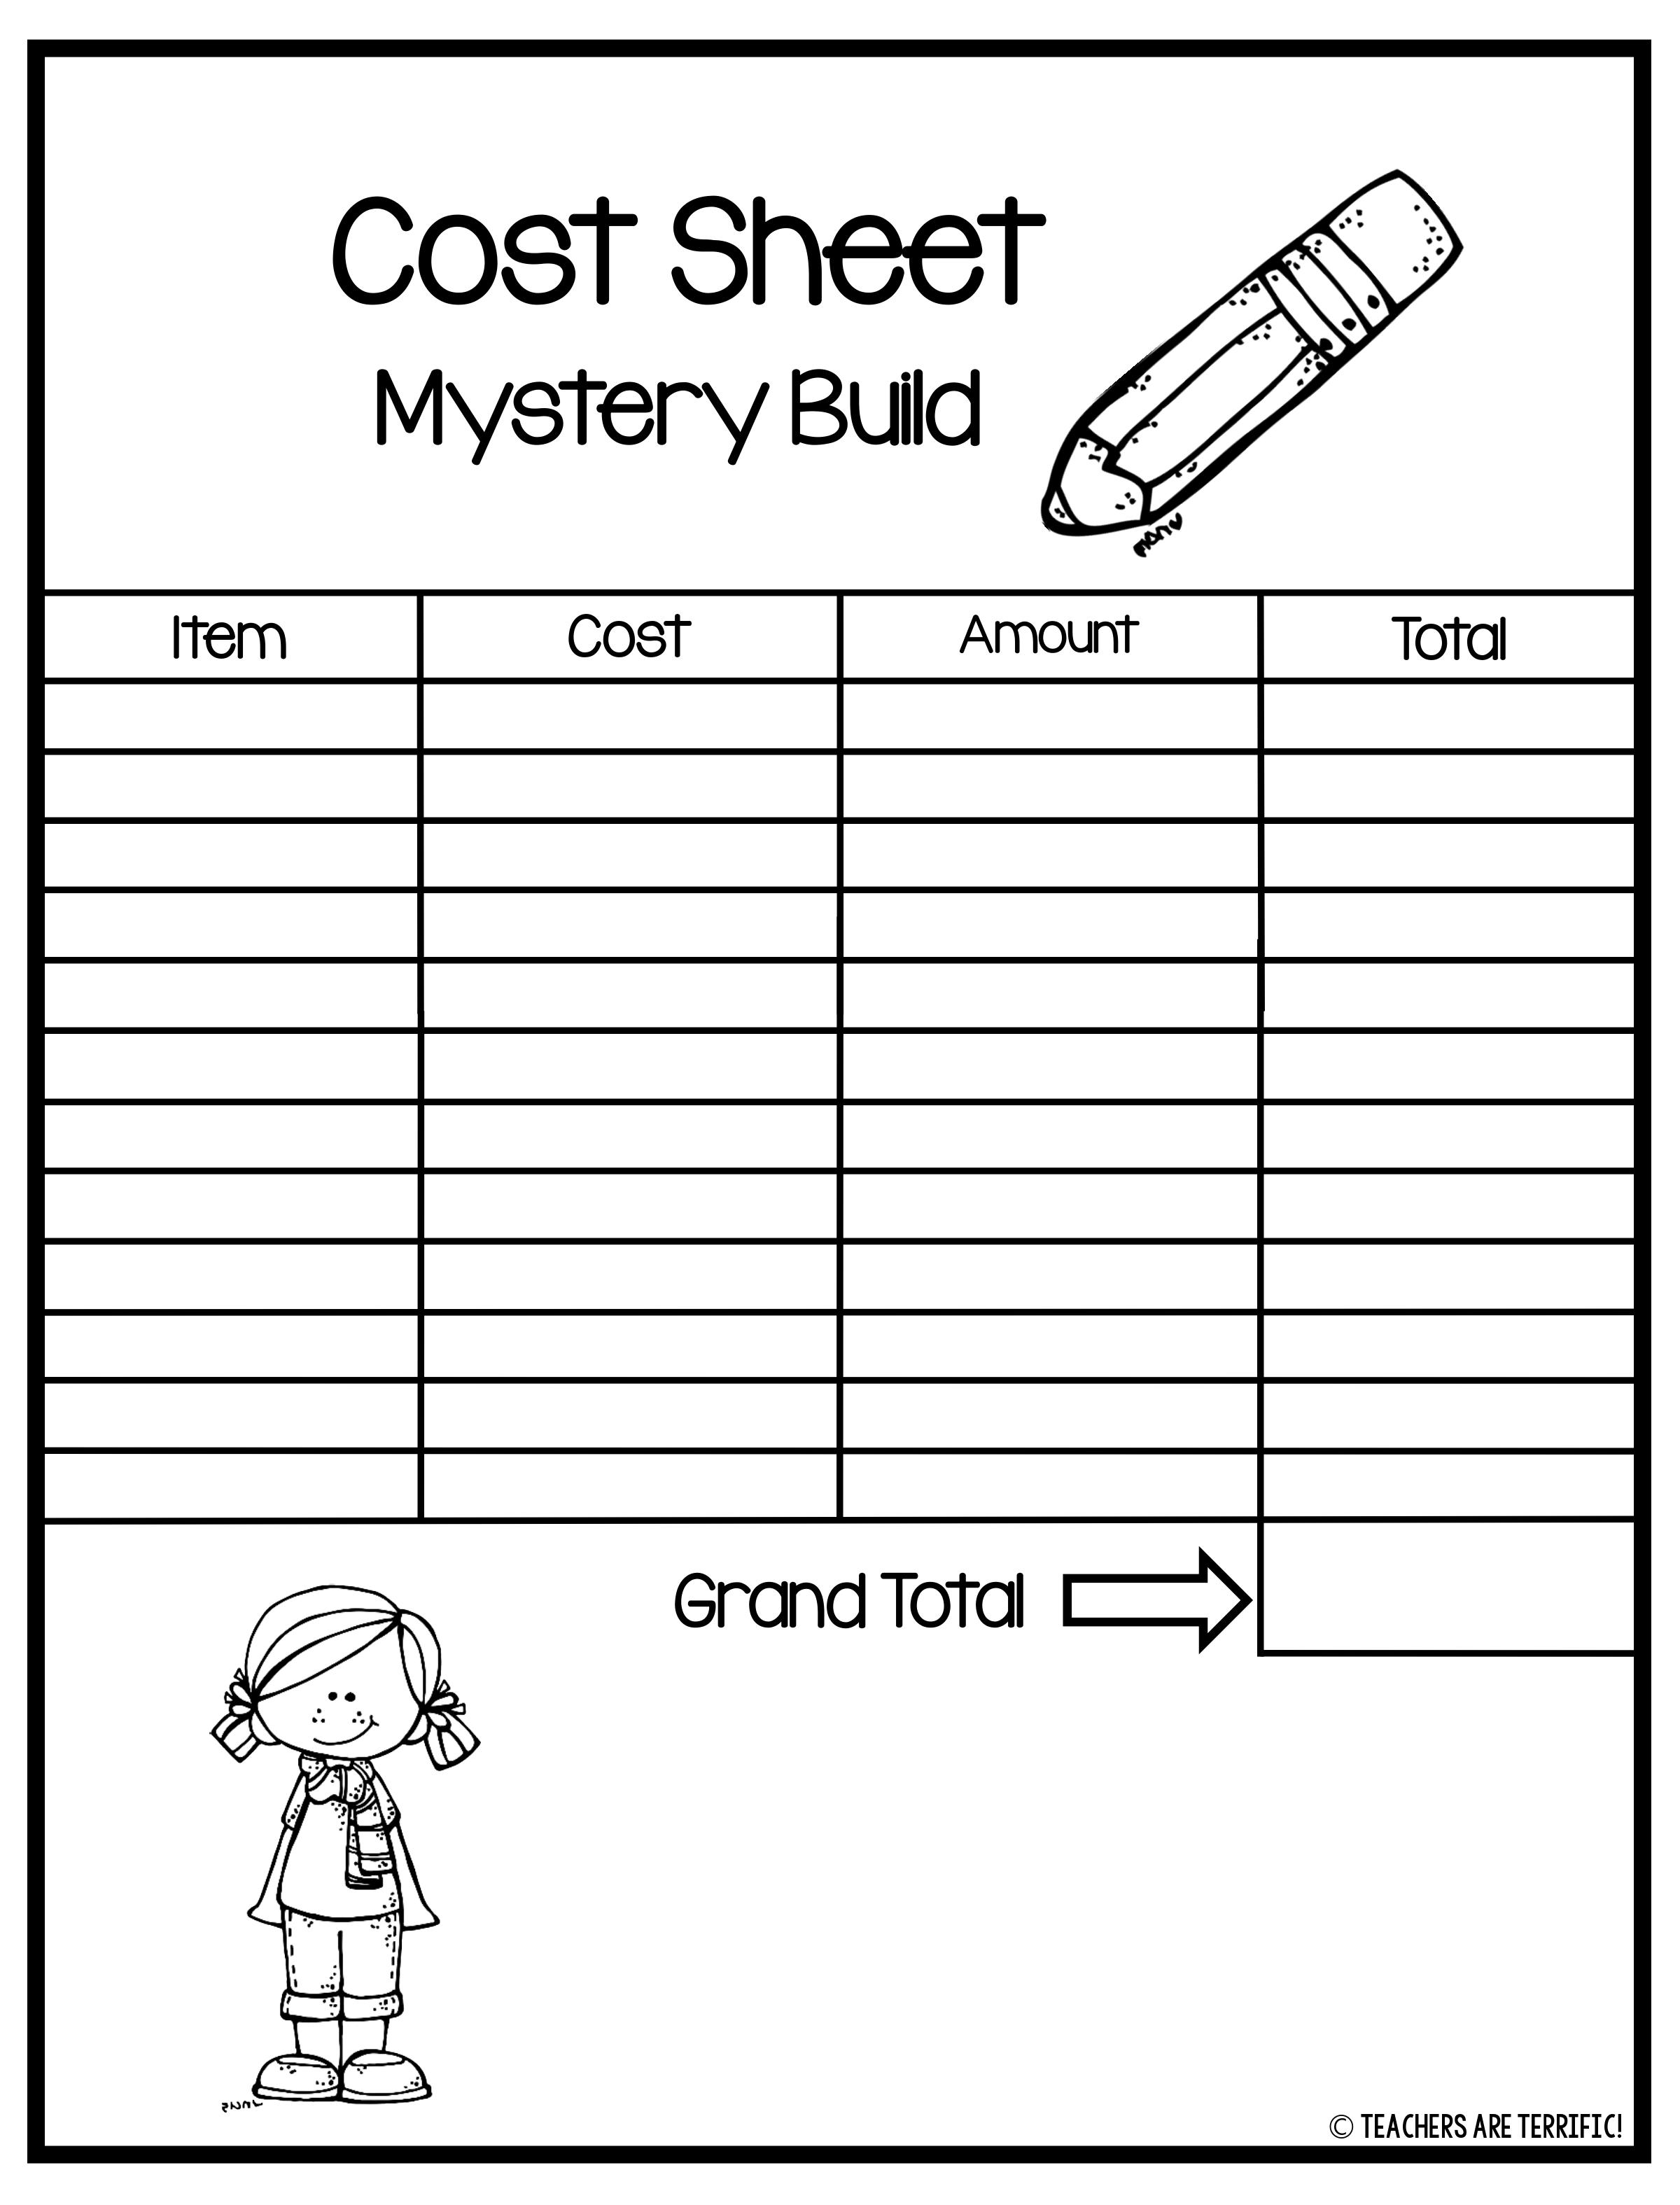 Cost Sheet
Mystery Build
Item Cost Amount Total
Grand Total
© TEACHERS ARE TERRIFIC!